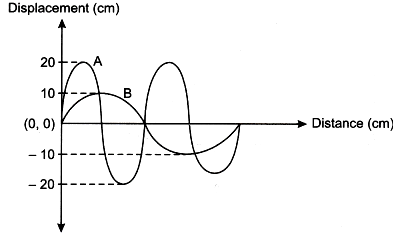 Displacement (cm)
20
A
10
B
(0, 0)
Distance (cm)
– 10
– 20